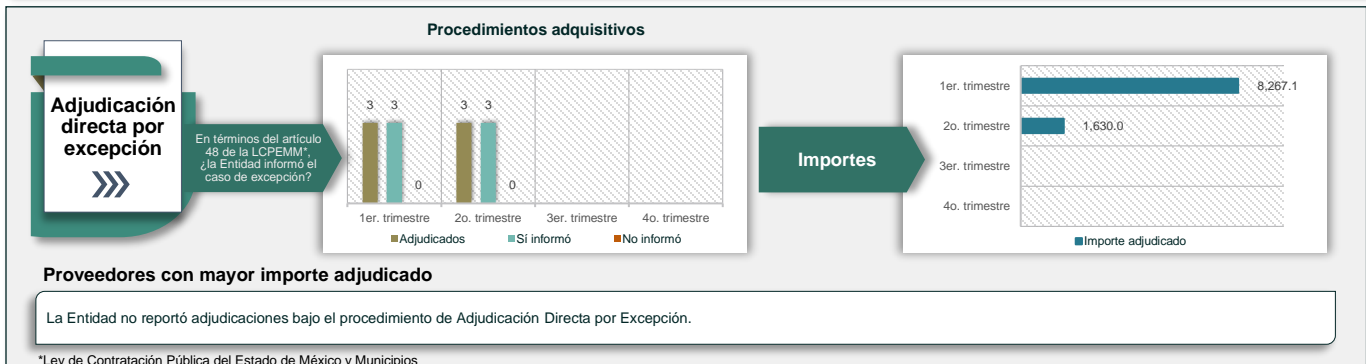 Procedimientos adquisitivos
Adjudicación
directa por
excepción
En términos del artículo
48 de la LCPEMM*,
¿la Entidad informó el
caso de excepción?
3 3 0 3 3 0
1er. trimestre 2o. trimestre 3er. trimestre 4o. trimestre
Adjudicados Sí informó No informó
Importes
1er. trimestre 8,267.1
2o. trimestre 1,630.0
3er. trimestre
4o. trimestre
Importe adjudicado
Proveedores con mayor importe adjudicado
La Entidad no reportó adjudicaciones bajo el procedimiento de Adjudicación Directa por Excepción.
*Ley de Contratación Pública del Estado de México y Municipios